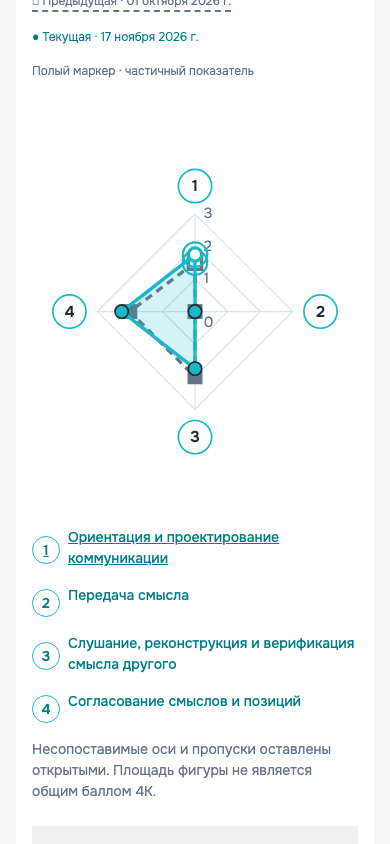 □ Предыдущая · 01 октября 2026 г.
● Текущая · 17 ноября 2026 г.
Полый маркер · частичный показатель
1
3
2
1
0
4
2
3
1 Ориентация и проектирование
коммуникации
2 Передача смысла
3 Слушание, реконструкция и верификация
смысла другого
4 Согласование смыслов и позиций
Несопоставимые оси и пропуски оставлены
открытыми. Площадь фигуры не является
общим баллом 4К.